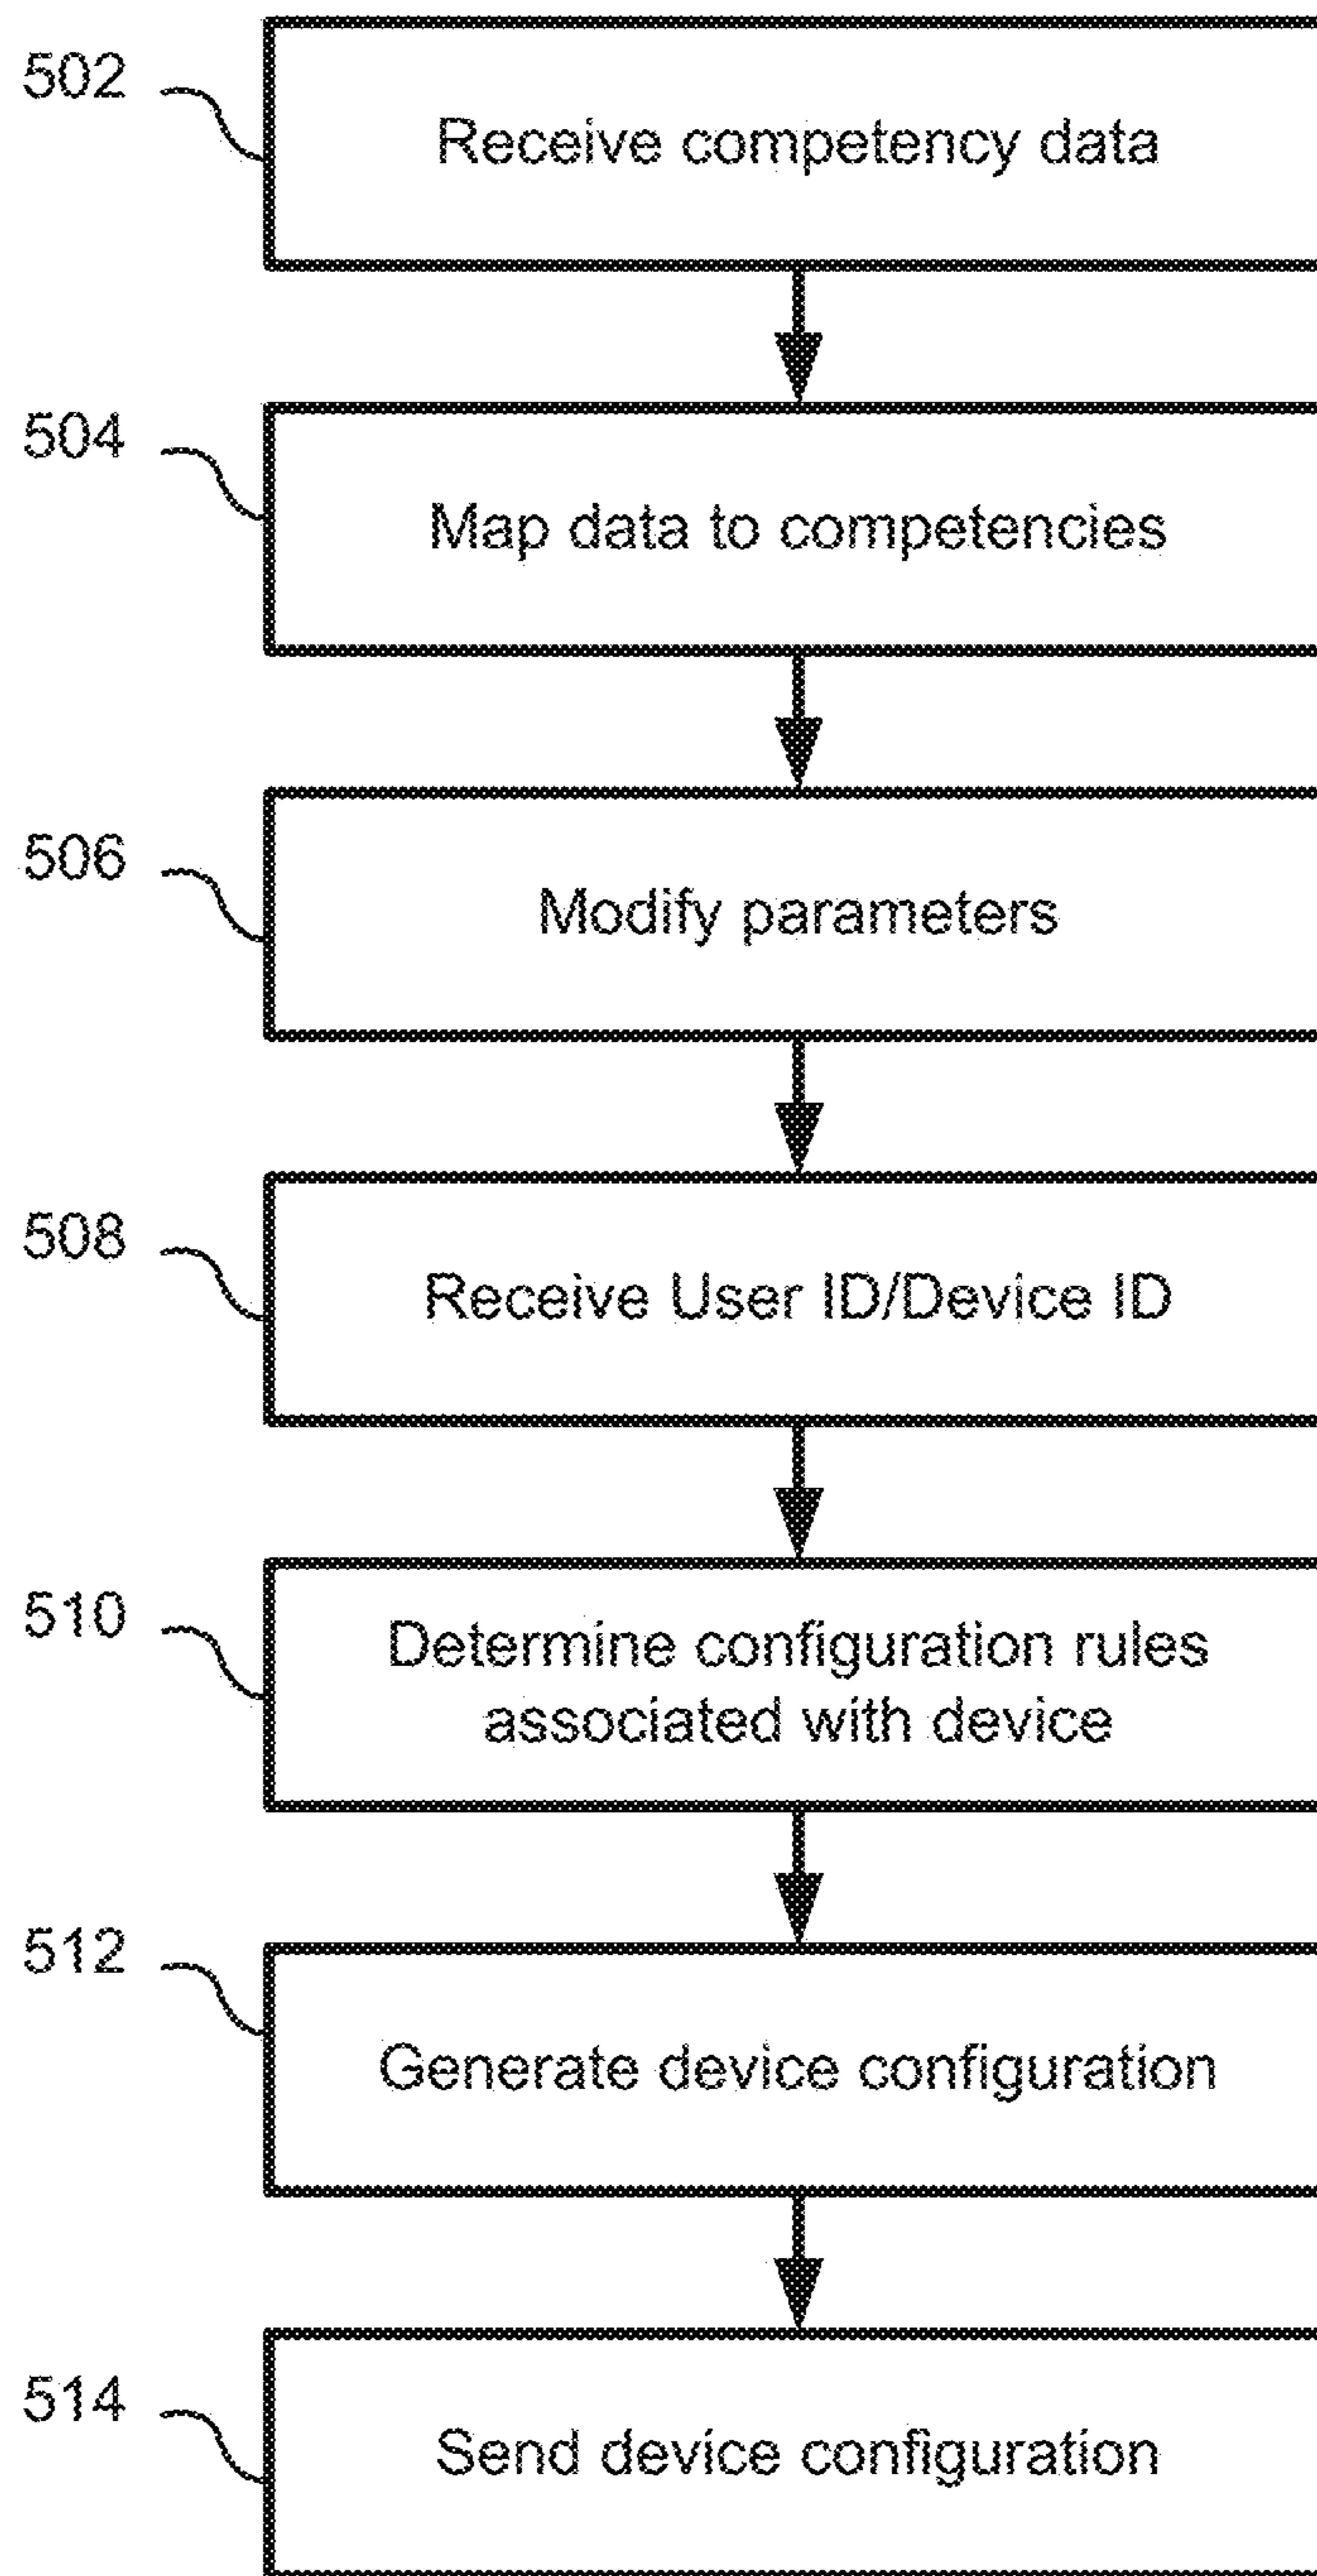 502
Receive competency data
504
Map data to competencies
506
Modify parameters
508
Receive User ID/Device ID
510
Determine configuration rules
associated with device
512
Generate device configuration
514
Send device configuration